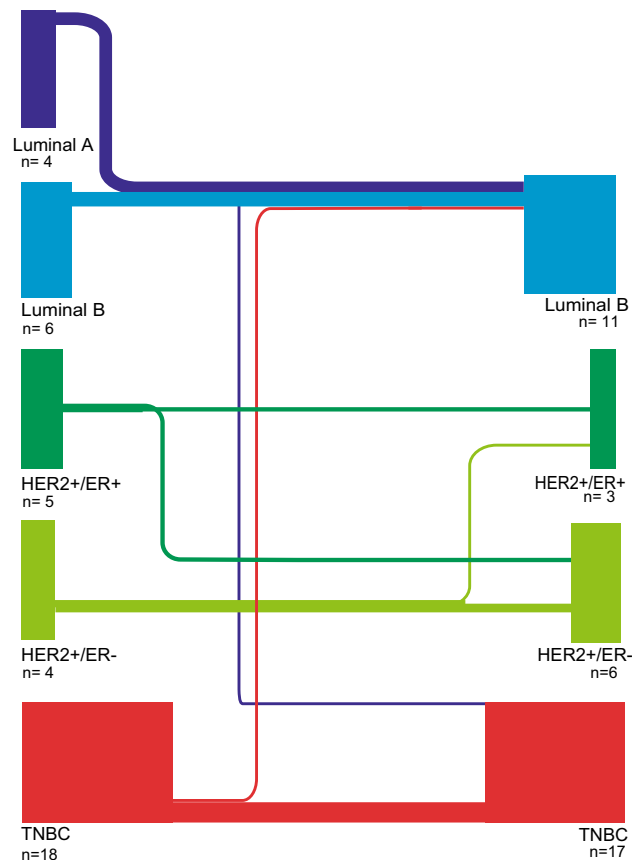 Luminal A
n= 4
Luminal B
n= 6
Luminal B
n= 11
HER2+/ER+
n= 5
HER2+/ER+
n= 3
HER2+/ER-
n= 4
HER2+/ER-
n=6
TNBC
n=18
TNBC
n=17